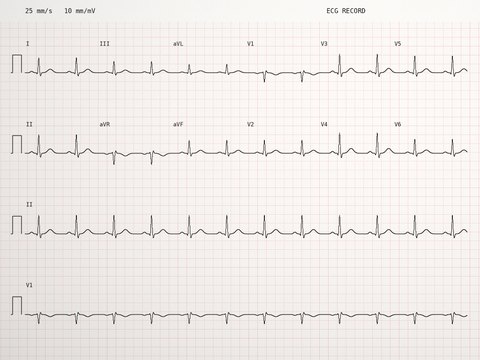 25 mm/s 10 mm/mV ECG RECORD
I III aVL V1 V3 V5
II aVR aVF V2 V4 V6
II
V1